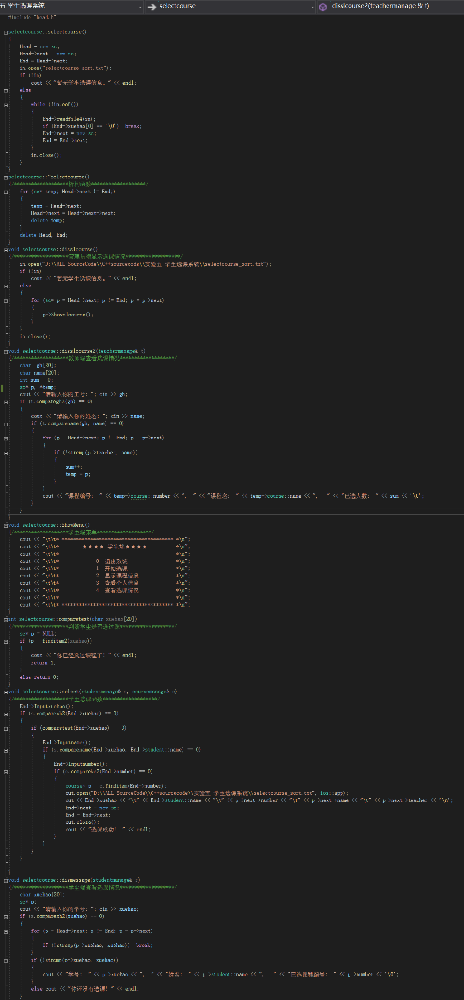 五 学生选课系统
selectcourse
disslcourse2(teachermanage & t)
#include "head.h"
selectcourse::selectcourse()
{
Head = new sc;
Head->next = new sc;
End = Head->next;
in.open("selectcourse_sort.txt");
if (!in)
cout << "暂无学生选课信息。" << endl;
else
{
while (!in.eof())
{
End->readfile4(in);
if (End->xuehao[0] == '\0')  break;
End->next = new sc;
End = End->next;
}
in.close();
}
}
selectcourse::~selectcourse()
{/*******************析构函数*******************/
for (sc* temp; Head->next != End;)
{
temp = Head->next;
Head->next = Head->next->next;
delete temp;
}
delete Head, End;
}
void selectcourse::disslcourse()
{/*******************管理员端显示选课情况*******************/
in.open("D:\\ALL SourceCode\\C++sourcecode\\实验五 学生选课系统\\selectcourse_sort.txt");
if (!in)
cout << "暂无学生选课信息。" << endl;
else
{
for (sc* p = Head->next; p != End; p = p->next)
{
p->Showslcourse();
}
}
in.close();
}
void selectcourse::disslcourse2(teachermanage& t)
{/*******************教师端查看选课情况*******************/
char  gh[20];
char name[20];
int sum = 0;
sc* p, *temp;
cout << "请输入你的工号: "; cin >> gh;
if (t.comparegh2(gh) == 0)
{
cout << "请输入你的姓名: "; cin >> name;
if (t.comparename(gh, name) == 0)
{
for (p = Head->next; p != End; p = p->next)
{
if (!strcmp(p->teacher, name))
{
sum++;
temp = p;
}
}
cout << "课程编号:  " << temp->course::number << ",  " << "课程名:  " << temp->course::name << ",   " << "已选人数:  " << sum << '\0';
}
}
}
void selectcourse::ShowMenu()
{/*******************学生端菜单*******************/
cout << "\t\t* *************************************** *\n";
cout << "\t\t*        ★★★★ 学生端★★★★          *\n";
cout << "\t\t*                                         *\n";
cout << "\t\t*             0  退出系统                 *\n";
cout << "\t\t*             1  开始选课                 *\n";
cout << "\t\t*             2  显示课程信息             *\n";
cout << "\t\t*             3  查看个人信息             *\n";
cout << "\t\t*             4  查看选课情况             *\n";
cout << "\t\t*                                         *\n";
cout << "\t\t* *************************************** *\n";
}
int selectcourse::comparetest(char xuehao[20])
{/*******************判断学生是否选过课*******************/
sc* p = NULL;
if (p = finditem2(xuehao))
{
cout << "你已经选过课程了! " << endl;
return 1;
}
else return 0;
}
void selectcourse::select(studentmanage& s, coursemanage& c)
{/*******************学生选课函数*******************/
End->Inputxuehao();
if (s.comparexh2(End->xuehao) == 0)
{
if (comparetest(End->xuehao) == 0)
{
End->Inputname();
if (s.comparename(End->xuehao, End->student::name) == 0)
{
End->Inputnumber();
if (c.comparekc2(End->number) == 0)
{
course* p = c.finditem(End->number);
out.open("D:\\ALL SourceCode\\C++sourcecode\\实验五 学生选课系统\\selectcourse_sort.txt", ios::app);
out << End->xuehao << "\t" << End->student::name << "\t" << p->next->number << "\t" << p->next->name << "\t" << p->next->teacher << '\n';
End->next = new sc;
End = End->next;
out.close();
cout << "选课成功!  " << endl;
}
}
}
}
}
void selectcourse::dismessage(studentmanage& s)
{/*******************学生端查看选课情况*******************/
char xuehao[20];
sc* p;
cout << "请输入你的学号: "; cin >> xuehao;
if (s.comparexh2(xuehao) == 0)
{
for (p = Head->next; p != End; p = p->next)
{
if (!strcmp(p->xuehao, xuehao))  break;
}
if (!strcmp(p->xuehao, xuehao))
{
cout << "学号:  " << p->xuehao << ",  " << "姓名:  " << p->student::name << ",   " << "已选课程编号:  " << p->number << '\0';
}
else cout << "你还没有选课! " << endl;
}